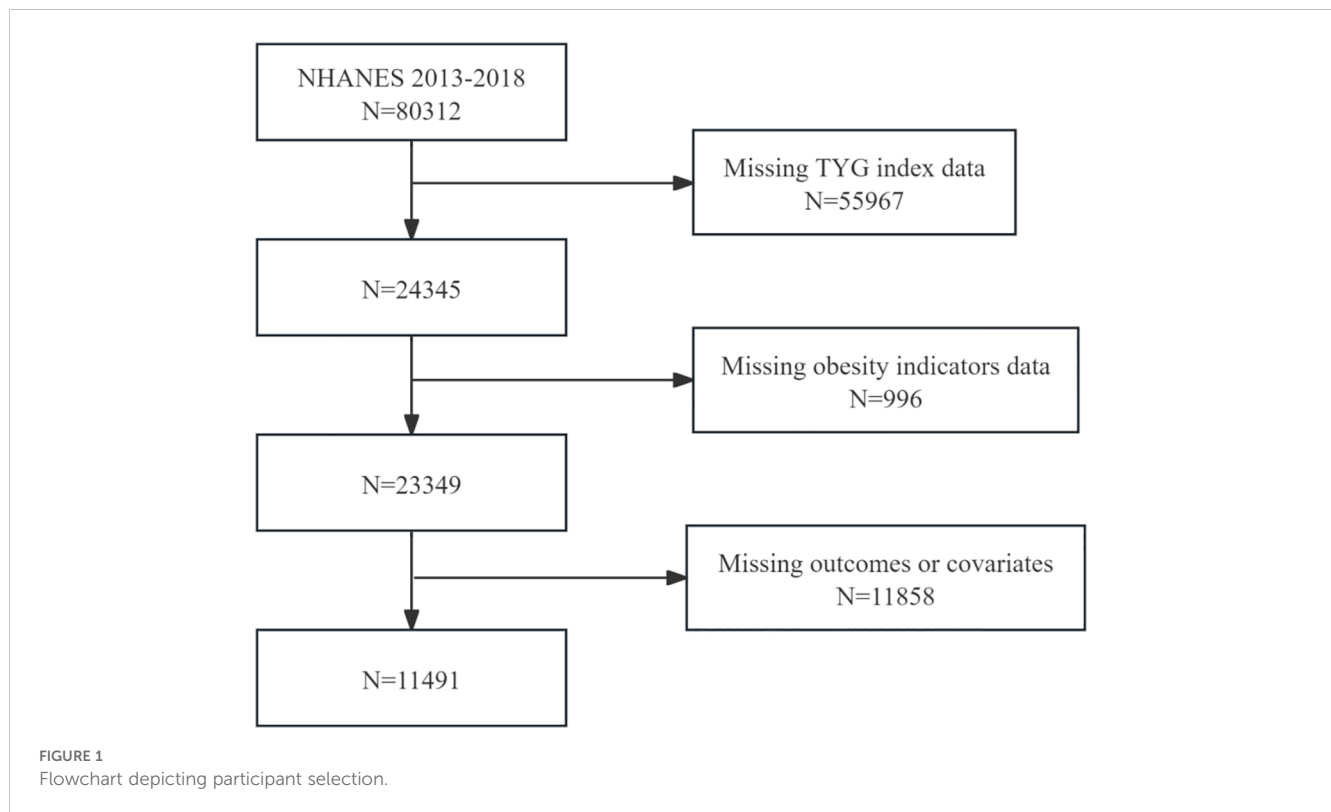 NHANES 2013-2018
N=80312
Missing TYG index data
N=55967
N=24345
Missing obesity indicators data
N=996
N=23349
Missing outcomes or covariates
N=11858
N=11491
FIGURE 1
Flowchart depicting participant selection.